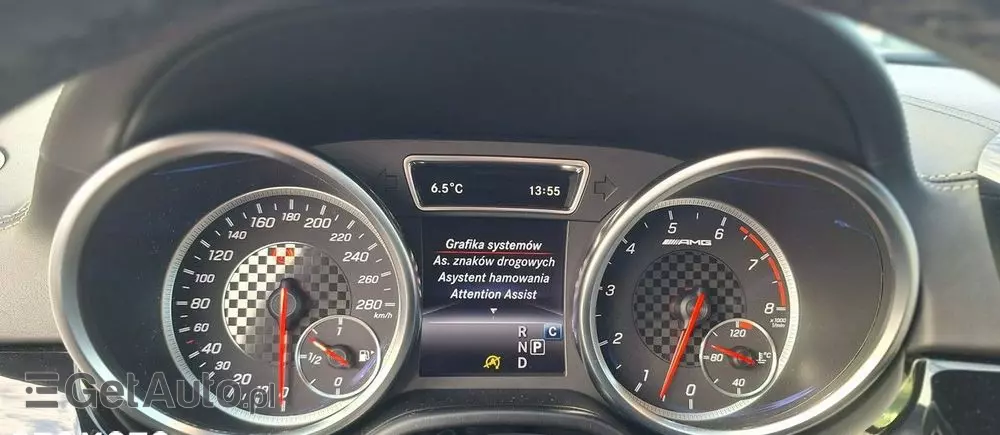 6.5°C 13:55
Grafika systemów
As. znaków drogowych
Asystent hamowania
Attention Assist
R C
N P
D
0 20 30 40 60 80 100 120 140 160 180 200 220 240 260 280
km/h
0 1/2 1
1 2 3 4 5 6 7 8
x1000
1/min
AMG
40 80 120
°C
GetAuto.pl